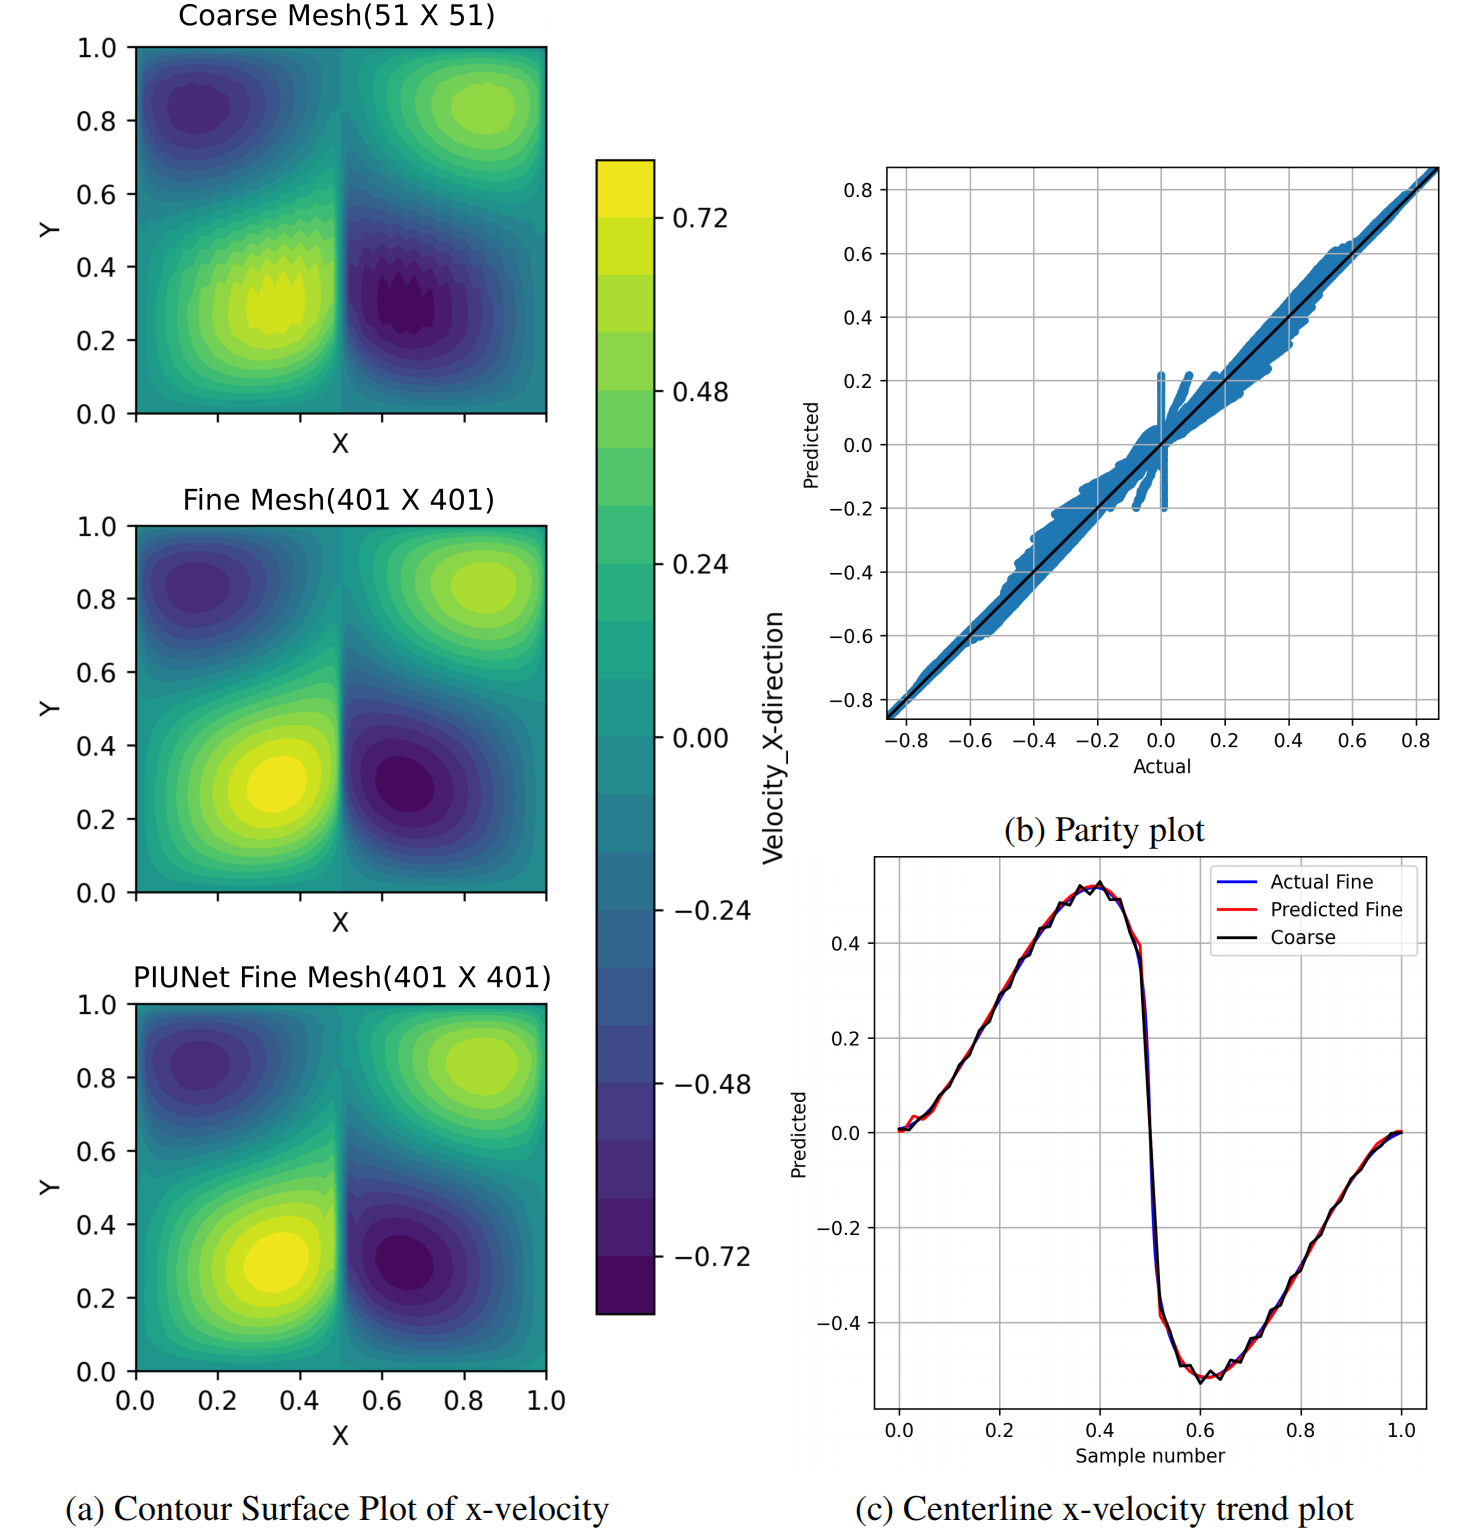 Coarse Mesh(51 X 51)
1.0
0.8
0.6
0.4
0.2
0.0
Y
X
Fine Mesh(401 X 401)
1.0
0.8
0.6
0.4
0.2
0.0
Y
X
PIUNet Fine Mesh(401 X 401)
1.0
0.8
0.6
0.4
0.2
0.0
Y
0.0 0.2 0.4 0.6 0.8 1.0
X
0.72
0.48
0.24
0.00
−0.24
−0.48
−0.72
Velocity_X-direction
(a) Contour Surface Plot of x-velocity
0.8
0.6
0.4
0.2
0.0
−0.2
−0.4
−0.6
−0.8
Predicted
−0.8 −0.6 −0.4 −0.2 0.0 0.2 0.4 0.6 0.8
Actual
(b) Parity plot
Actual Fine
Predicted Fine
Coarse
0.4
0.2
0.0
−0.2
−0.4
Predicted
0.0 0.2 0.4 0.6 0.8 1.0
Sample number
(c) Centerline x-velocity trend plot